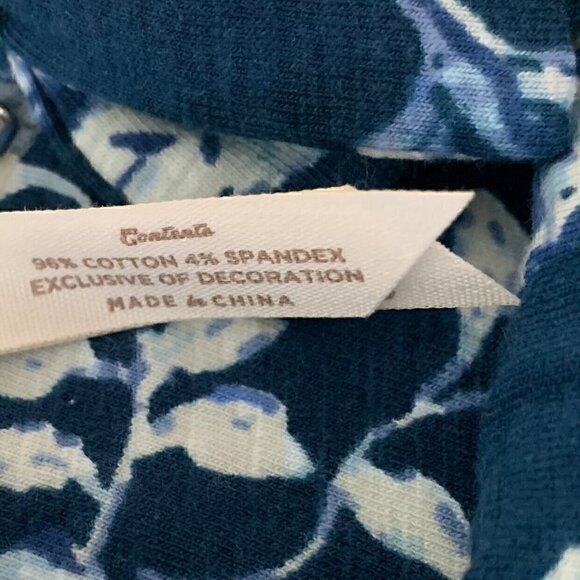 Contents
96% COTTON 4% SPANDEX
EXCLUSIVE OF DECORATION
MADE in CHINA